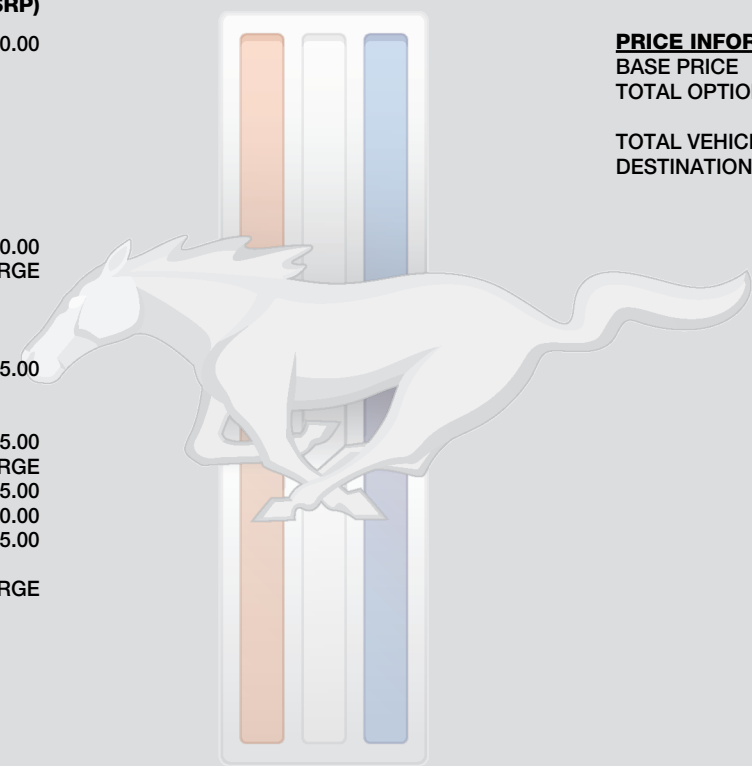 SRP)
0.00
0.00
RGE
5.00
5.00
RGE
5.00
0.00
5.00
RGE
PRICE INFOR
BASE PRICE
TOTAL OPTION
TOTAL VEHICL
DESTINATION